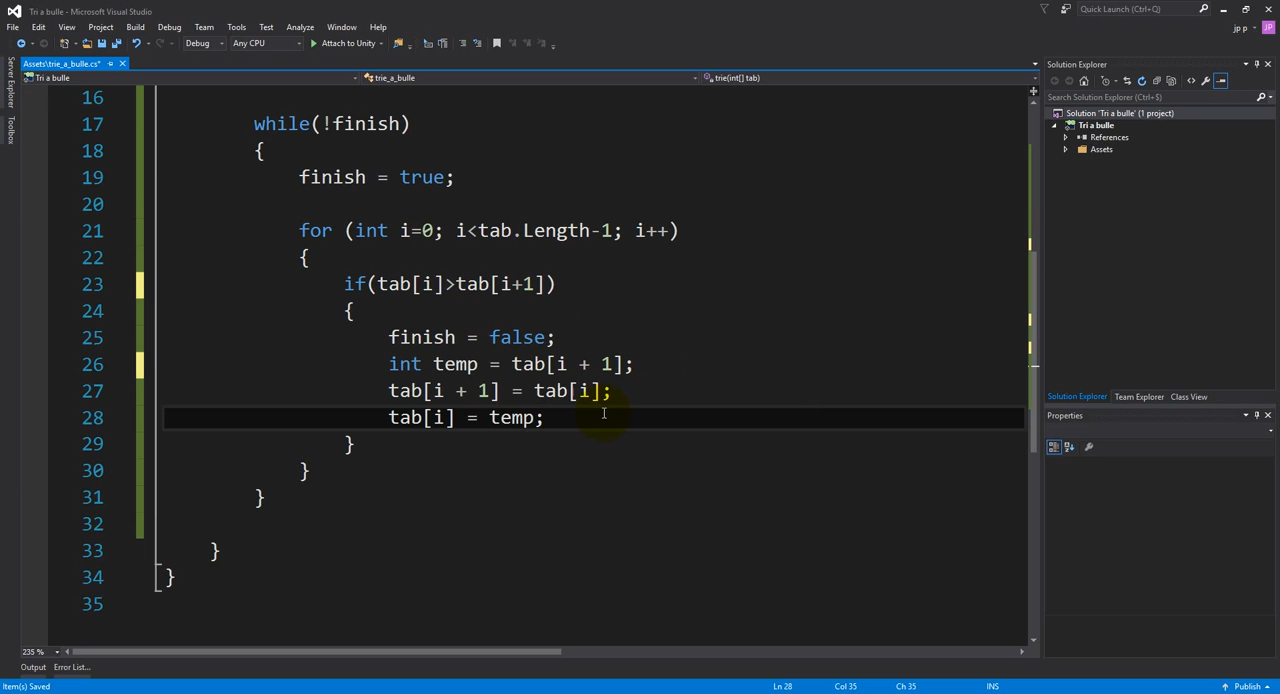 Tri a bulle - Microsoft Visual Studio
Quick Launch (Ctrl+Q)
File Edit View Project Build Debug Team Tools Test Analyze Window Help
jp p JP
Debug Any CPU Attach to Unity
Server Explorer
Toolbox
Assets\trie_a_bulle.cs*
Tri a bulle trie_a_bulle trie(int[] tab)
16
17 while(!finish)
18 {
19 finish = true;
20
21 for (int i=0; i<tab.Length-1; i++)
22 {
23 if(tab[i]>tab[i+1])
24 {
25 finish = false;
26 int temp = tab[i + 1];
27 tab[i + 1] = tab[i];
28 tab[i] = temp;
29 }
30 }
31 }
32
33 }
34 }
35
235 %
Output Error List...
Solution Explorer
Search Solution Explorer (Ctrl+$)
Solution 'Tri a bulle' (1 project)
Tri a bulle
References
Assets
Solution Explorer Team Explorer Class View
Properties
Item(s) Saved Ln 28 Col 35 Ch 35 INS Publish